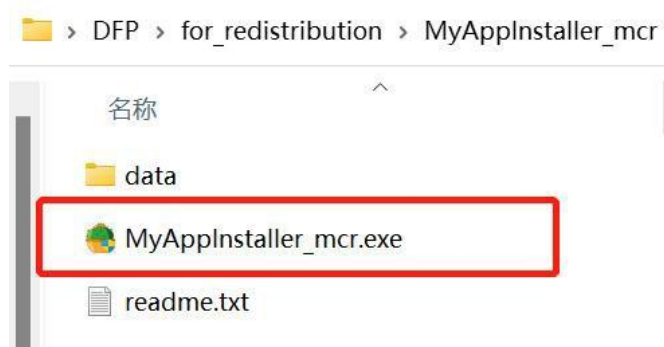 DFP > for_redistribution > MyAppInstaller_mcr
名称
data
MyAppInstaller_mcr.exe
readme.txt